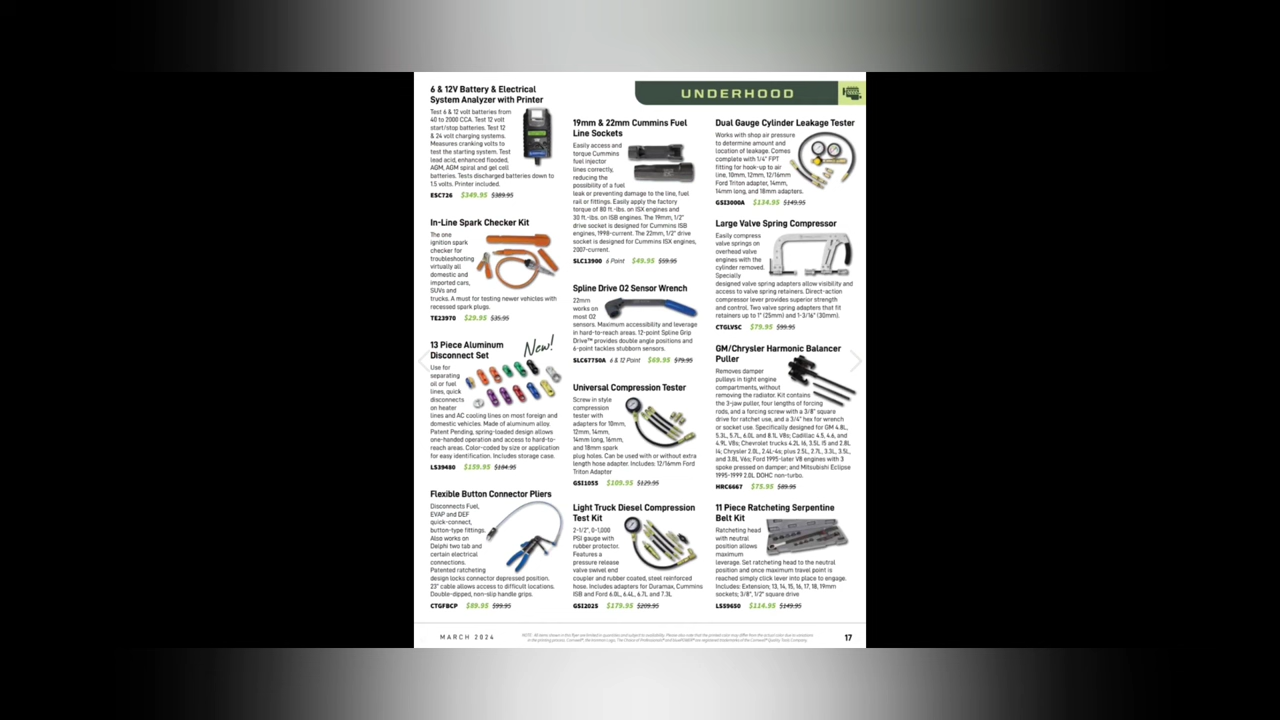 6 & 12V Battery & Electrical
System Analyzer with Printer
Test 6 & 12 volt batteries from
40 to 2000 CCA. Test 12 volt
start/stop batteries. Test 12
& 24 volt charging systems.
Measures cranking volts to
test the starting system. Test
lead acid, enhanced flooded,
AGM, AGM spiral and gel cell
batteries. Tests discharged batteries down to
1.5 volts. Printer included.
ESC726 $349.95 $389.95
In-Line Spark Checker Kit
The one
ignition spark
checker for
troubleshooting
virtually all
domestic and
imported cars,
SUVs and
trucks. A must for testing newer vehicles with
recessed spark plugs.
TE23970 $29.95 $35.95
13 Piece Aluminum
Disconnect Set
New!
Use for
separating
oil or fuel
lines, quick
disconnects
on heater
lines and AC cooling lines on most foreign and
domestic vehicles. Made of aluminum alloy.
Patent Pending, spring-loaded design allows
one-handed operation and access to hard-to-
reach areas. Color-coded by size or application
for easy identification. Includes storage case.
LS39480 $159.95 $184.95
Flexible Button Connector Pliers
Disconnects Fuel,
EVAP and DEF
quick-connect,
button-type fittings.
Also works on
Delphi two tab and
certain electrical
connections.
Patented ratcheting
design locks connector depressed position.
23" cable allows access to difficult locations.
Double-dipped, non-slip handle grips.
CTGFBCP $89.95 $99.95
UNDERHOOD
19mm & 22mm Cummins Fuel
Line Sockets
Easily access and
torque Cummins
fuel injector
lines correctly,
reducing the
possibility of a fuel
leak or preventing damage to the line, fuel
rail or fittings. Easily apply the factory
torque of 80 ft.-lbs. on ISX engines and
30 ft.-lbs. on ISB engines. The 19mm, 1/2"
drive socket is designed for Cummins ISB
engines, 1998-current. The 22mm, 1/2" drive
socket is designed for Cummins ISX engines,
2007-current.
SLC13900 6 Point $49.95 $59.95
Spline Drive O2 Sensor Wrench
22mm
works on
most O2
sensors. Maximum accessibility and leverage
in hard-to-reach areas. 12-point Spline Grip
Drive™ provides double angle positions and
6-point tackles stubborn sensors.
SLC67750A 6 & 12 Point $69.95 $79.95
Universal Compression Tester
Screw in style
compression
tester with
adapters for 10mm,
12mm, 14mm,
14mm long, 16mm,
and 18mm spark
plug holes. Can be used with or without extra
length hose adapter. Includes: 12/16mm Ford
Triton Adapter
GSI1055 $109.95 $129.95
Light Truck Diesel Compression
Test Kit
2-1/2", 0-1,000
PSI gauge with
rubber protector.
Features a
pressure release
valve swivel end
coupler and rubber coated, steel reinforced
hose. Includes adapters for Duramax, Cummins
ISB and Ford 6.0L, 6.4L, 6.7L and 7.3L
GSI2025 $179.95 $209.95
Dual Gauge Cylinder Leakage Tester
Works with shop air pressure
to determine amount and
location of leakage. Comes
complete with 1/4" FPT
fitting for hook-up to air
line, 10mm, 12mm, 12/16mm
Ford Triton adapter, 14mm,
14mm long, and 18mm adapters.
GSI3000A $134.95 $149.95
Large Valve Spring Compressor
Easily compress
valve springs on
overhead valve
engines with the
cylinder removed.
Specially
designed valve spring adapters allow visibility and
access to valve spring retainers. Direct-action
compressor lever provides superior strength
and control. Two valve spring adapters that fit
retainers up to 1" (25mm) and 1-3/16" (30mm).
CTGLVSC $79.95 $99.95
GM/Chrysler Harmonic Balancer
Puller
Removes damper
pulleys in tight engine
compartments, without
removing the radiator. Kit contains
the 3-jaw puller, four lengths of forcing
rods, and a forcing screw with a 3/8" square
drive for ratchet use, and a 3/4" hex for wrench
or socket use. Specifically designed for GM 4.8L,
5.3L, 5.7L, 6.0L and 8.1L V8s; Cadillac 4.5, 4.6, and
4.9L V8s; Chevrolet trucks 4.2L I6, 3.5L I5 and 2.8L
I4; Chrysler 2.0L, 2.4L-4s; plus 2.5L, 2.7L, 3.3L, 3.5L,
and 3.8L V6s; Ford 1995-later V8 engines with 3
spoke pressed on damper; and Mitsubishi Eclipse
1995-1999 2.0L DOHC non-turbo.
HRC6667 $75.95 $89.95
11 Piece Ratcheting Serpentine
Belt Kit
Ratcheting head
with neutral
position allows
maximum
leverage. Set ratcheting head to the neutral
position and once maximum travel point is
reached simply click lever into place to engage.
Includes: Extension; 13, 14, 15, 16, 17, 18, 19mm
sockets; 3/8", 1/2" square drive
LS59650 $114.95 $149.95
MARCH 2024
17